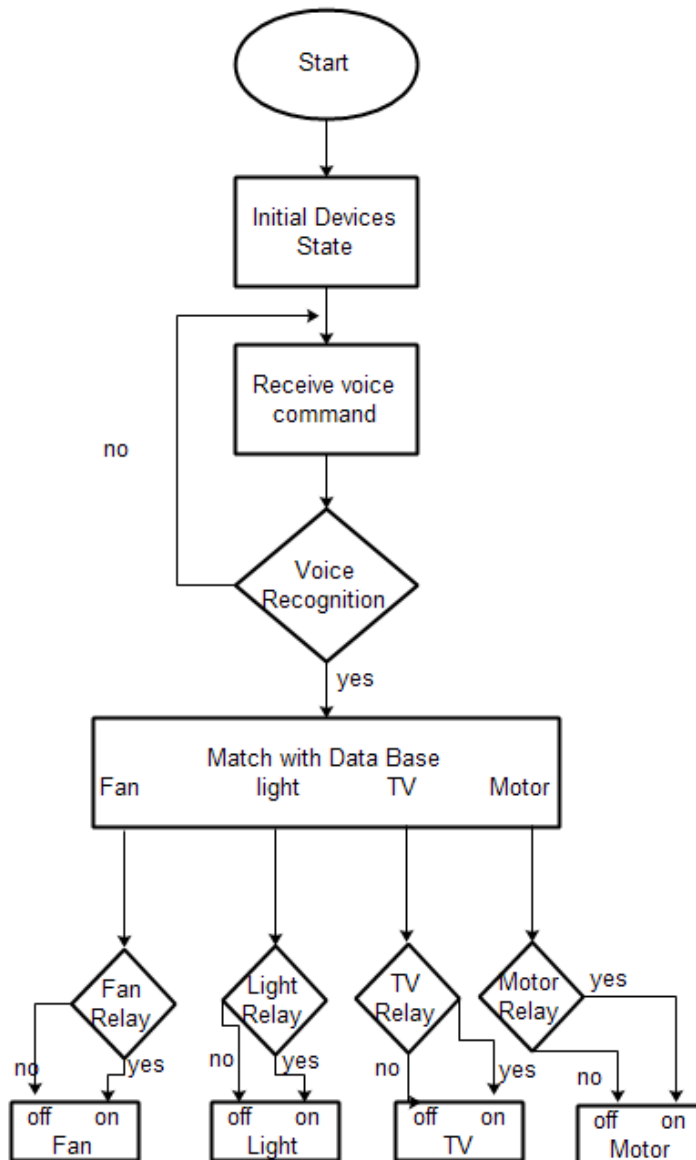 Start
Initial Devices
State
Receive voice
command
no
Voice
Recognition
yes
Match with Data Base
Fan light TV Motor
Fan
Relay
Light
Relay
TV
Relay
Motor
Relay
yes
no yes
no yes
no yes
no
off on
Fan
off on
Light
off on
TV
off on
Motor